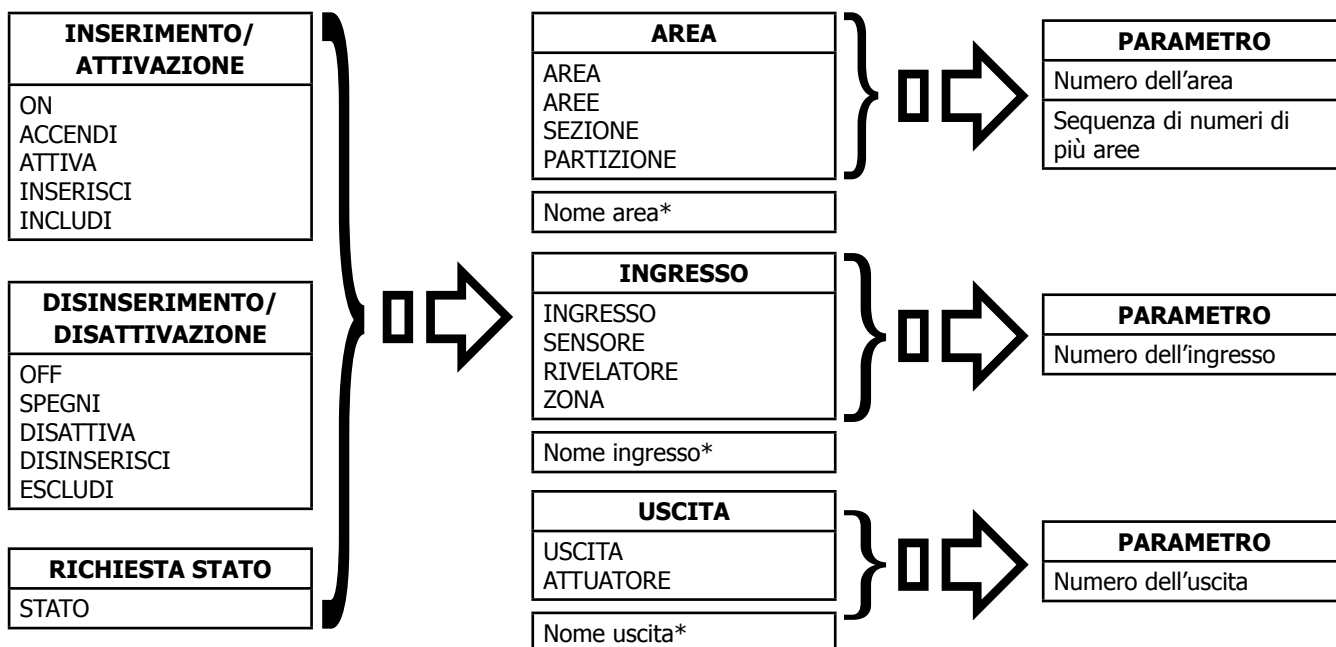 INSERIMENTO/
ATTIVAZIONE
ON
ACCENDI
ATTIVA
INSERISCI
INCLUDI
DISINSERIMENTO/
DISATTIVAZIONE
OFF
SPEGNI
DISATTIVA
DISINSERISCI
ESCLUDI
RICHIESTA STATO
STATO
AREA
AREA
AREE
SEZIONE
PARTIZIONE
Nome area*
INGRESSO
INGRESSO
SENSORE
RIVELATORE
ZONA
Nome ingresso*
USCITA
USCITA
ATTUATORE
Nome uscita*
PARAMETRO
Numero dell'area
Sequenza di numeri di
più aree
PARAMETRO
Numero dell'ingresso
PARAMETRO
Numero dell'uscita